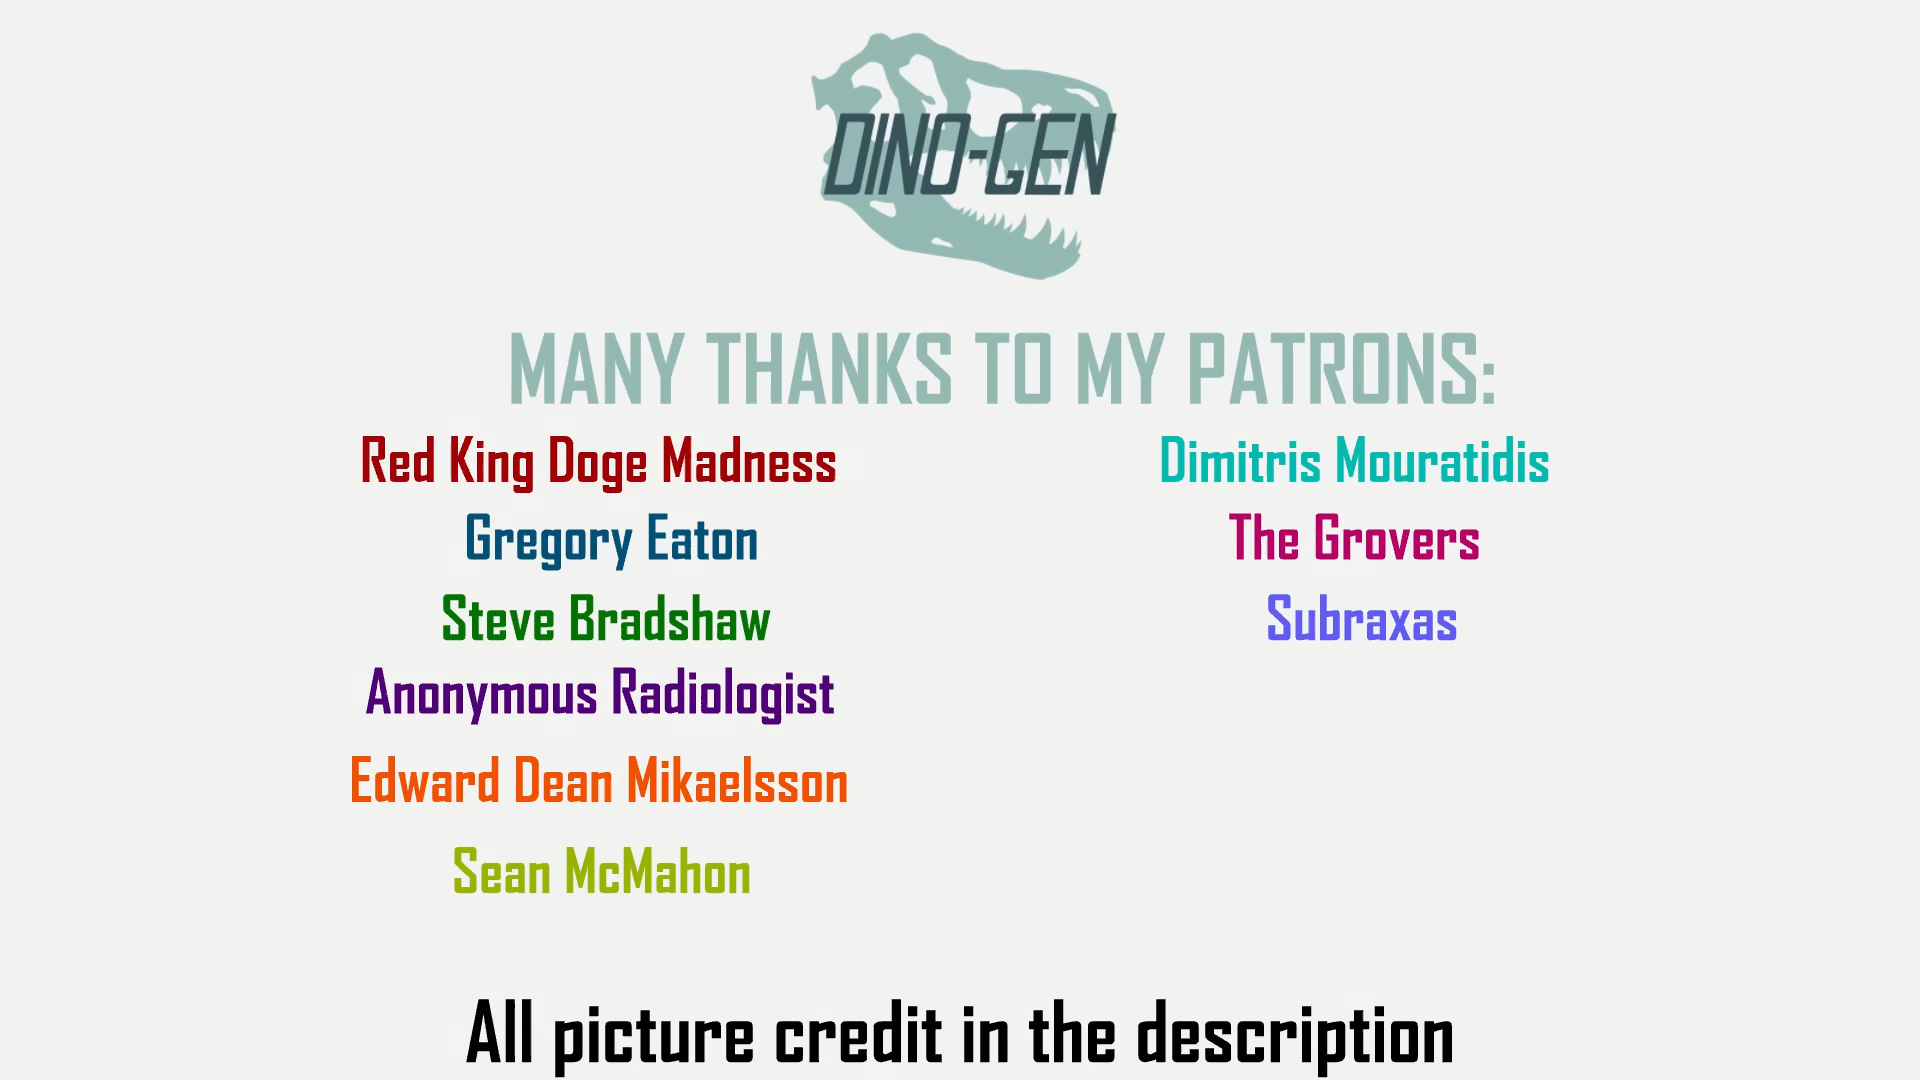 DINO-GEN
MANY THANKS TO MY PATRONS:
Red King Doge Madness
Gregory Eaton
Steve Bradshaw
Anonymous Radiologist
Edward Dean Mikaelsson
Sean McMahon
Dimitris Mouratidis
The Grovers
Subraxas
All picture credit in the description